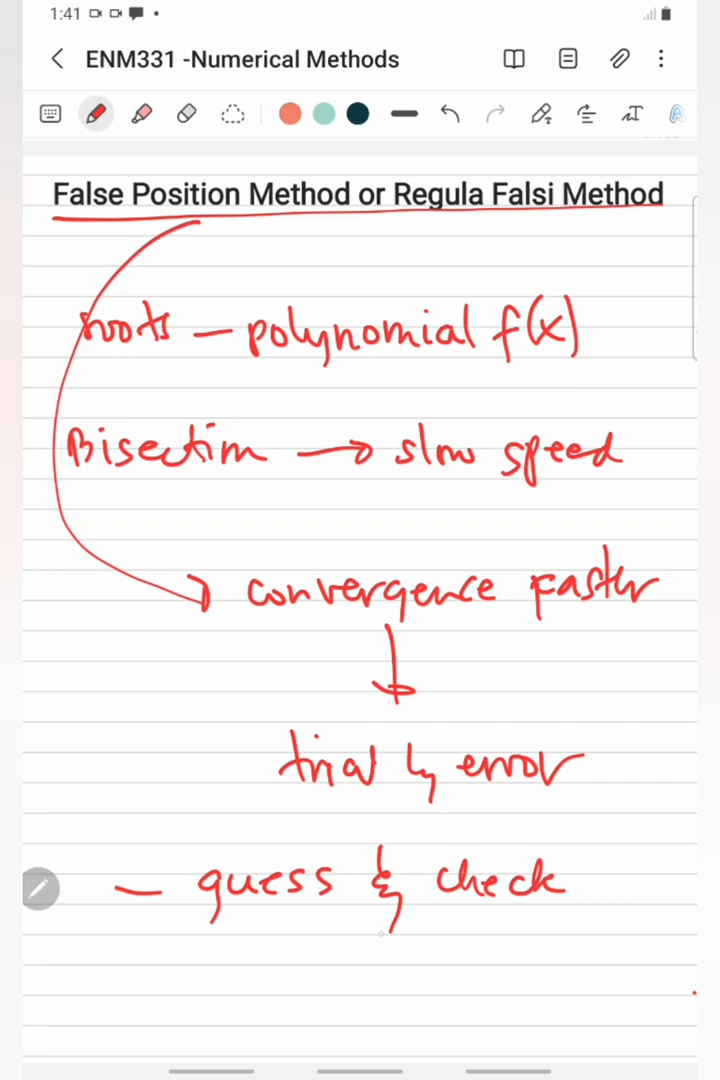 1:41
ENM331 -Numerical Methods
False Position Method or Regula Falsi Method
roots — polynomial f(x)
Bisection → slow speed
convergence faster
trial & error
— guess & check